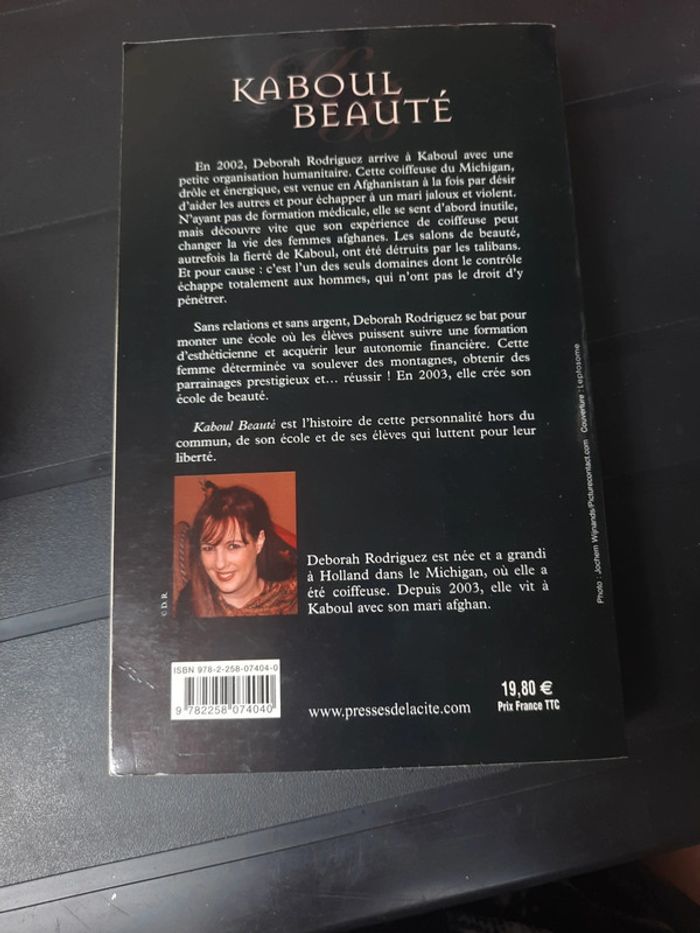 KABOUL
BEAUTÉ
En 2002, Deborah Rodriguez arrive à Kaboul avec une
petite organisation humanitaire. Cette coiffeuse du Michigan,
drôle et énergique, est venue en Afghanistan à la fois par désir
d'aider les autres et pour échapper à un mari jaloux et violent.
N'ayant pas de formation médicale, elle se sent d'abord inutile,
mais découvre vite que son expérience de coiffeuse peut
changer la vie des femmes afghanes. Les salons de beauté,
autrefois la fierté de Kaboul, ont été détruits par les talibans.
Et pour cause : c'est l'un des seuls domaines dont le contrôle
échappe totalement aux hommes, qui n'ont pas le droit d'y
pénétrer.
Sans relations et sans argent, Deborah Rodriguez se bat pour
monter une école où les élèves puissent suivre une formation
d'esthéticienne et acquérir leur autonomie financière. Cette
femme déterminée va soulever des montagnes, obtenir des
parrainages prestigieux et... réussir ! En 2003, elle crée son
école de beauté.
Kaboul Beauté est l'histoire de cette personnalité hors du
commun, de son école et de ses élèves qui luttent pour leur
liberté.
© D. R.
Deborah Rodriguez est née et a grandi
à Holland dans le Michigan, où elle a
été coiffeuse. Depuis 2003, elle vit à
Kaboul avec son mari afghan.
Photo : Jochem Wijnands/Picturecontact.com Couverture : Leptosome
ISBN 978-2-258-07404-0
9 782258 074040
www.pressesdelacite.com
19,80 €
Prix France TTC